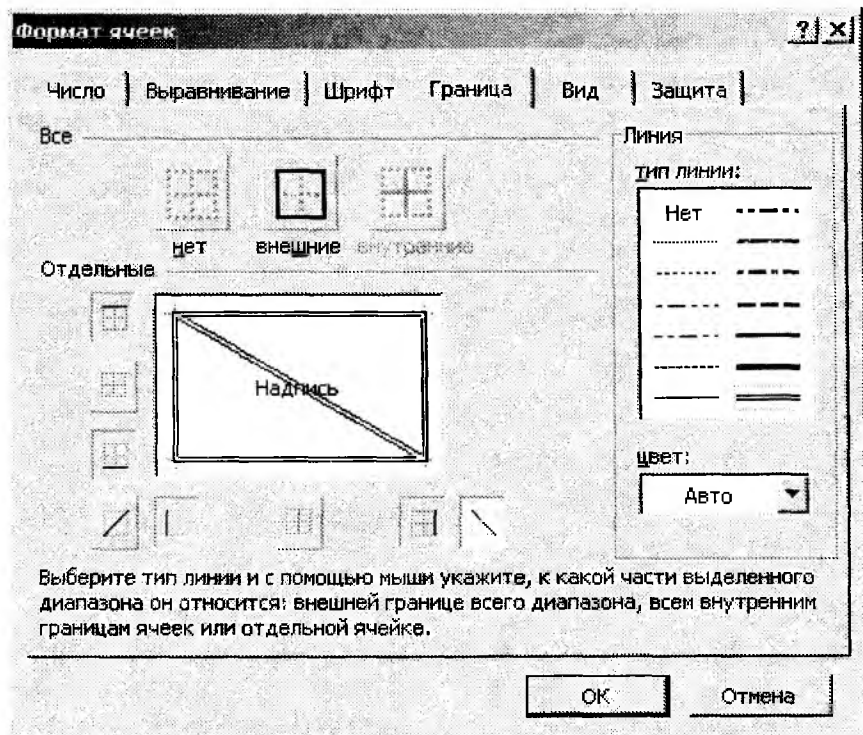 Формат ячеек
Число Выравнивание Шрифт Граница Вид Защита
Все
нет внешние внутренние
Отдельные
Надпись
Линия
тип линии:
Нет
цвет:
Авто
Выберите тип линии и с помощью мыши укажите, к какой части выделенного
диапазона он относится: внешней границе всего диапазона, всем внутренним
границам ячеек или отдельной ячейке.
ОК Отмена